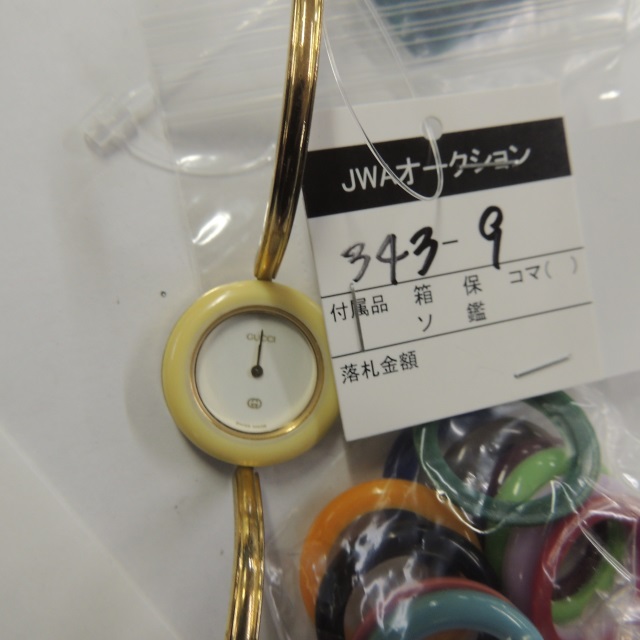 JWAオークション
343-9
付属品 箱 保 コマ( )
ソ 鑑
落札金額
GUCCI